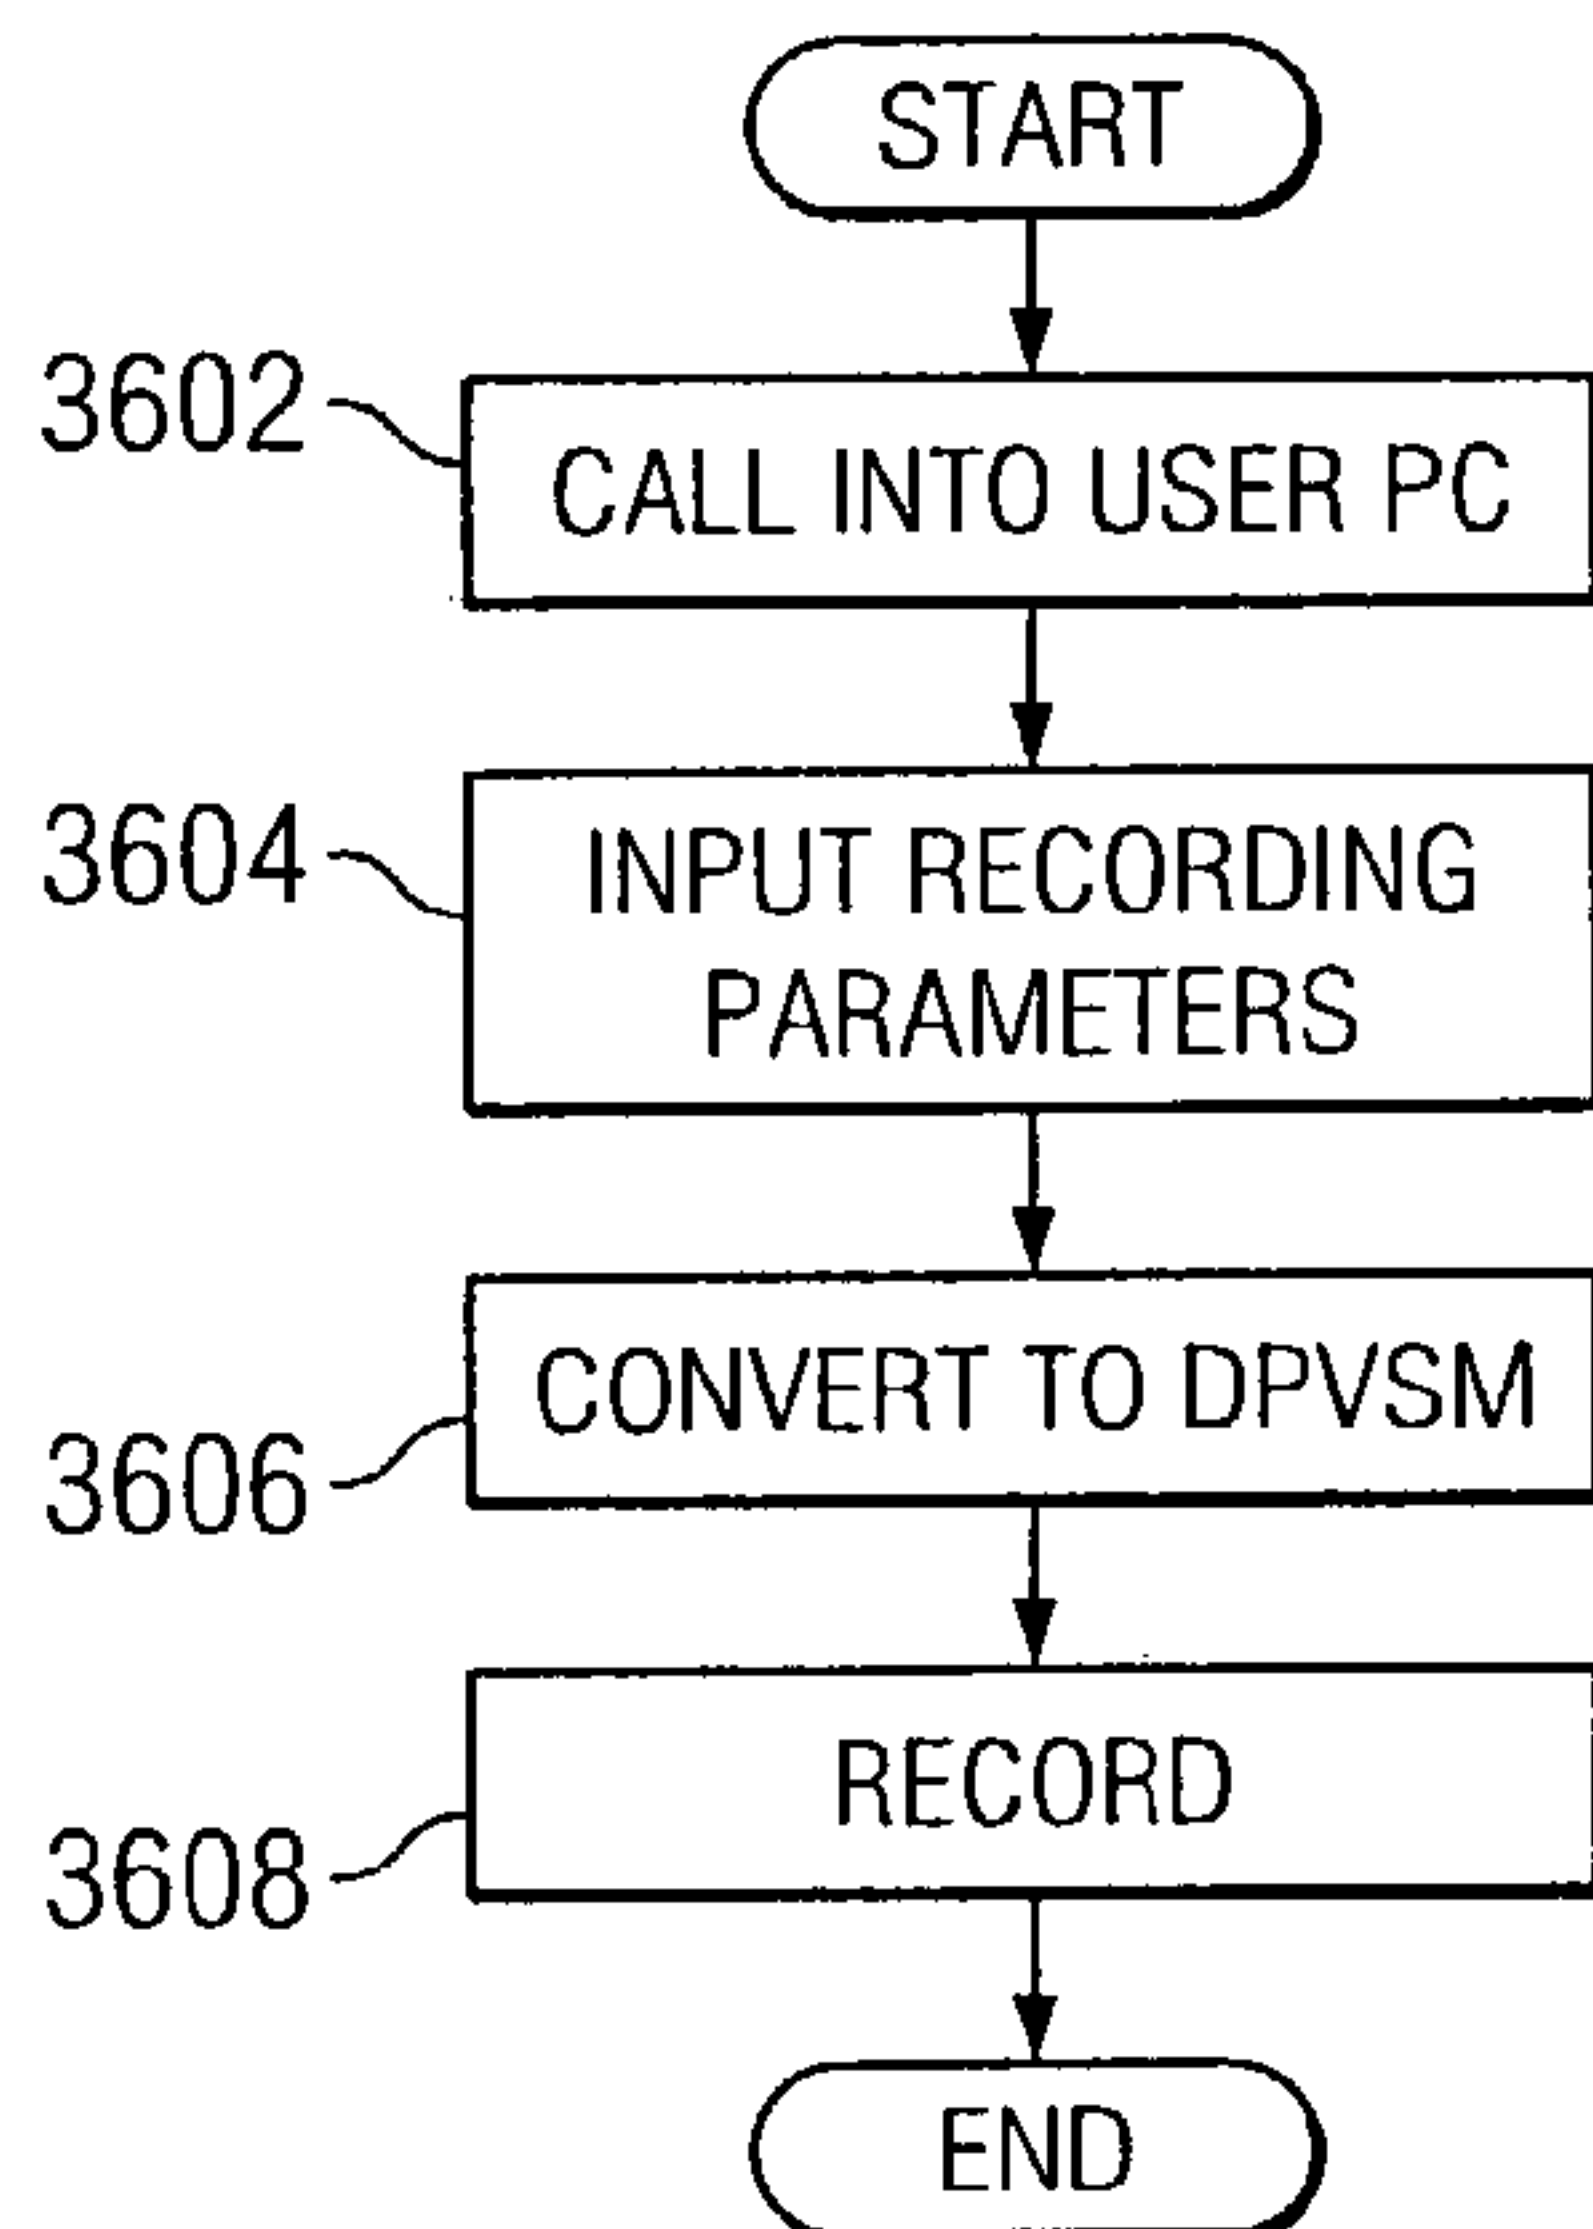 START
3602
CALL INTO USER PC
3604
INPUT RECORDING
PARAMETERS
CONVERT TO DPVSM
3606
RECORD
3608
END